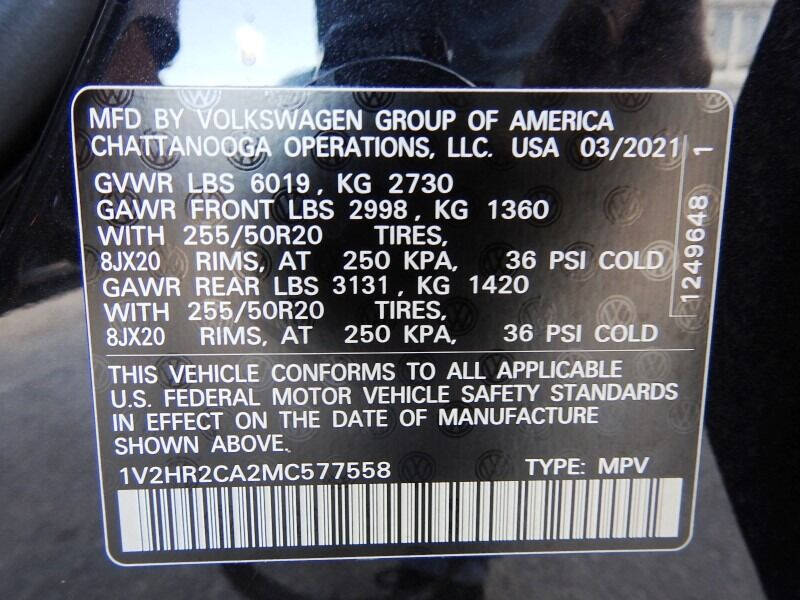 MFD BY VOLKSWAGEN GROUP OF AMERICA
CHATTANOOGA OPERATIONS, LLC. USA 03/2021
GVWR LBS 6019, KG 2730
GAWR FRONT LBS 2998, KG 1360
WITH 255/50R20 TIRES,
8JX20 RIMS, AT 250 KPA, 36 PSI COLD
GAWR REAR LBS 3131, KG 1420
WITH 255/50R20 TIRES,
8JX20 RIMS, AT 250 KPA, 36 PSI COLD
1249648 1
THIS VEHICLE CONFORMS TO ALL APPLICABLE
U.S. FEDERAL MOTOR VEHICLE SAFETY STANDARDS
IN EFFECT ON THE DATE OF MANUFACTURE
SHOWN ABOVE.
1V2HR2CA2MC577558 TYPE: MPV